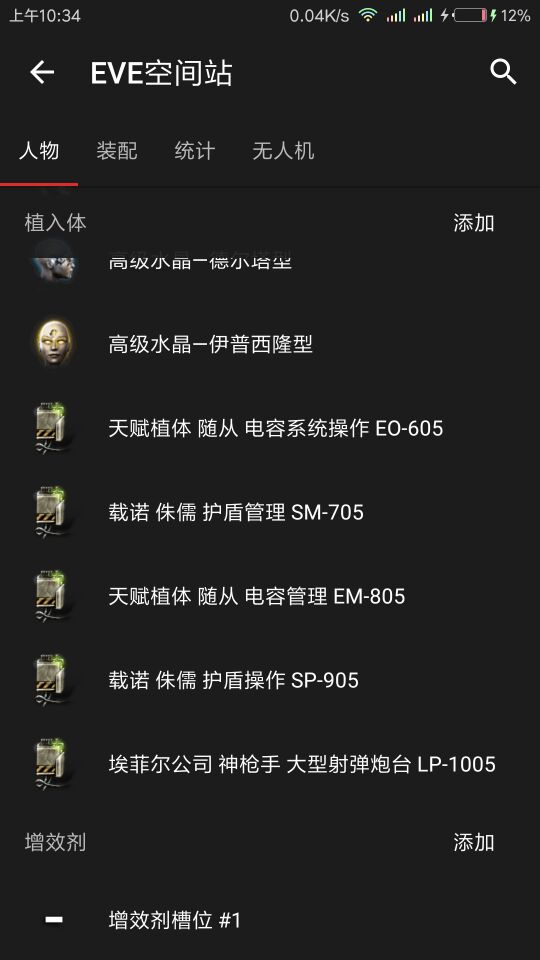 上午10:34
0.04K/s
12%
EVE空间站
人物
装配
统计
无人机
植入体
添加
高级水晶—德尔塔型
高级水晶—伊普西隆型
天赋植体 随从 电容系统操作 EO-605
载诺 侏儒 护盾管理 SM-705
天赋植体 随从 电容管理 EM-805
载诺 侏儒 护盾操作 SP-905
埃菲尔公司 神枪手 大型射弹炮台 LP-1005
增效剂
添加
增效剂槽位 #1